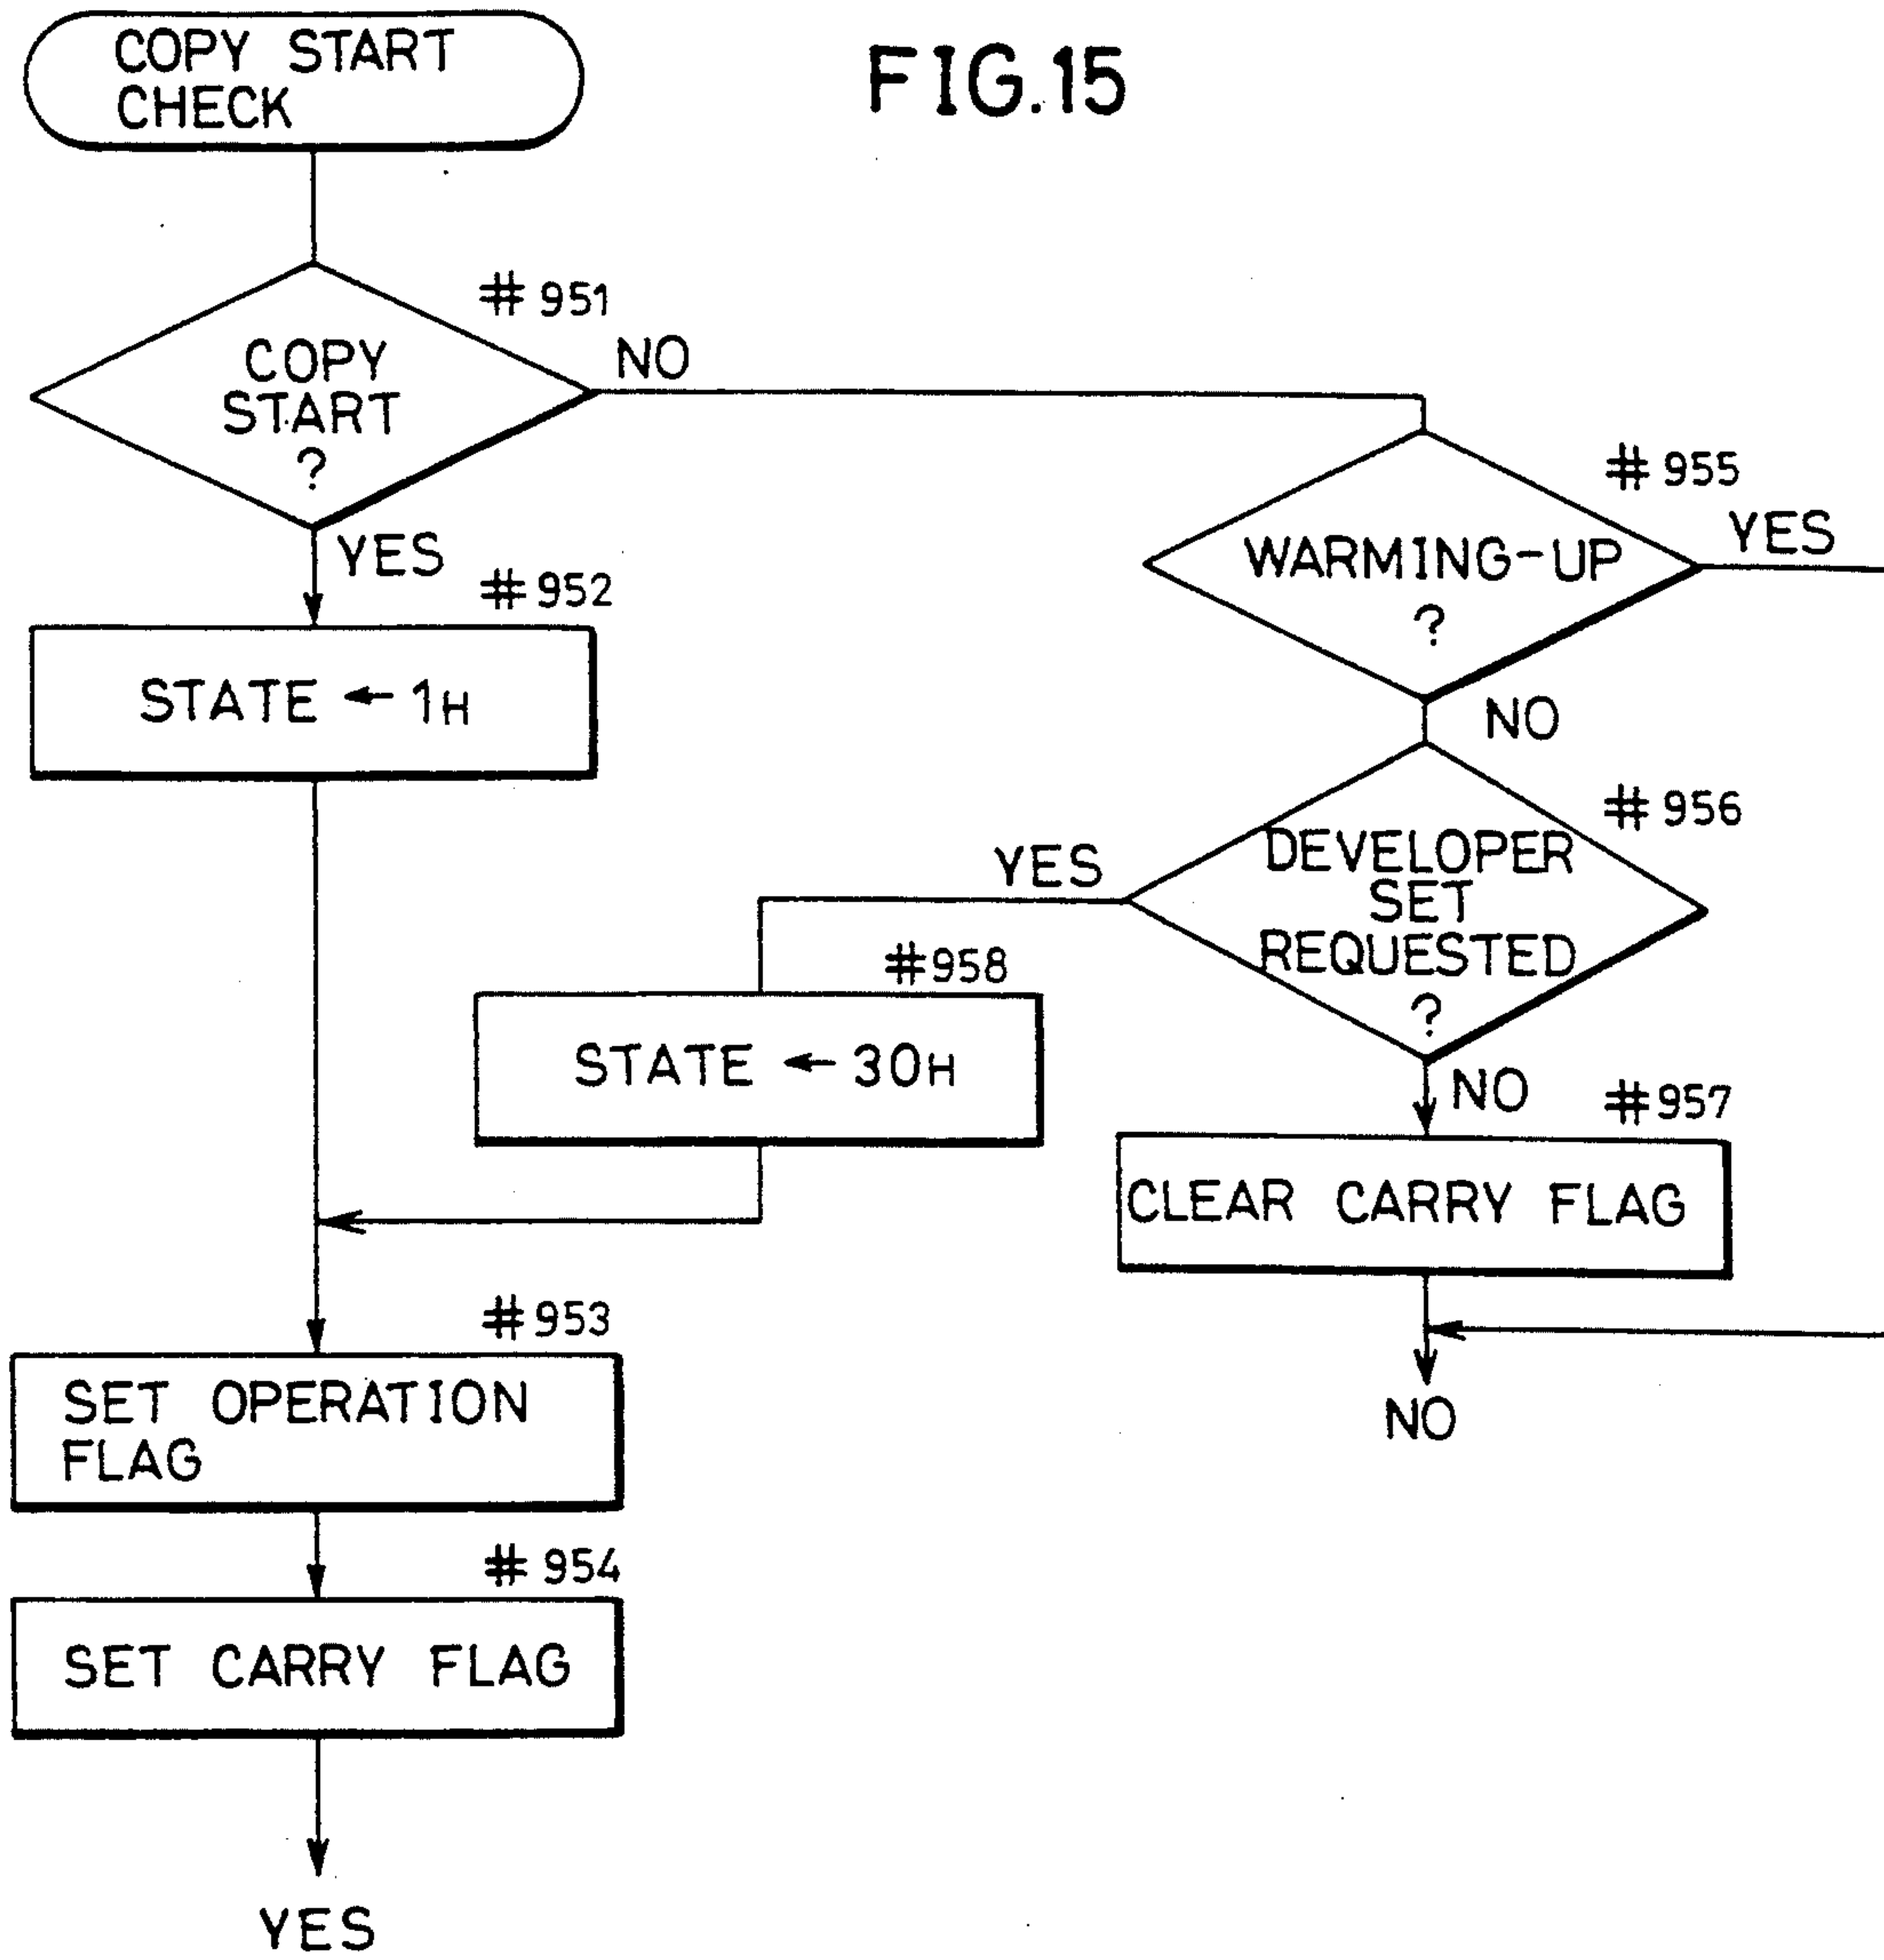 COPY START
CHECK
FIG.15
#951
COPY
START
?
NO
YES
#955
WARMING-UP
?
YES
NO
#952
STATE ← 1H
#956
DEVELOPER
SET
REQUESTED
?
YES
NO
#958
STATE ← 30H
#957
CLEAR CARRY FLAG
NO
#953
SET OPERATION
FLAG
#954
SET CARRY FLAG
YES